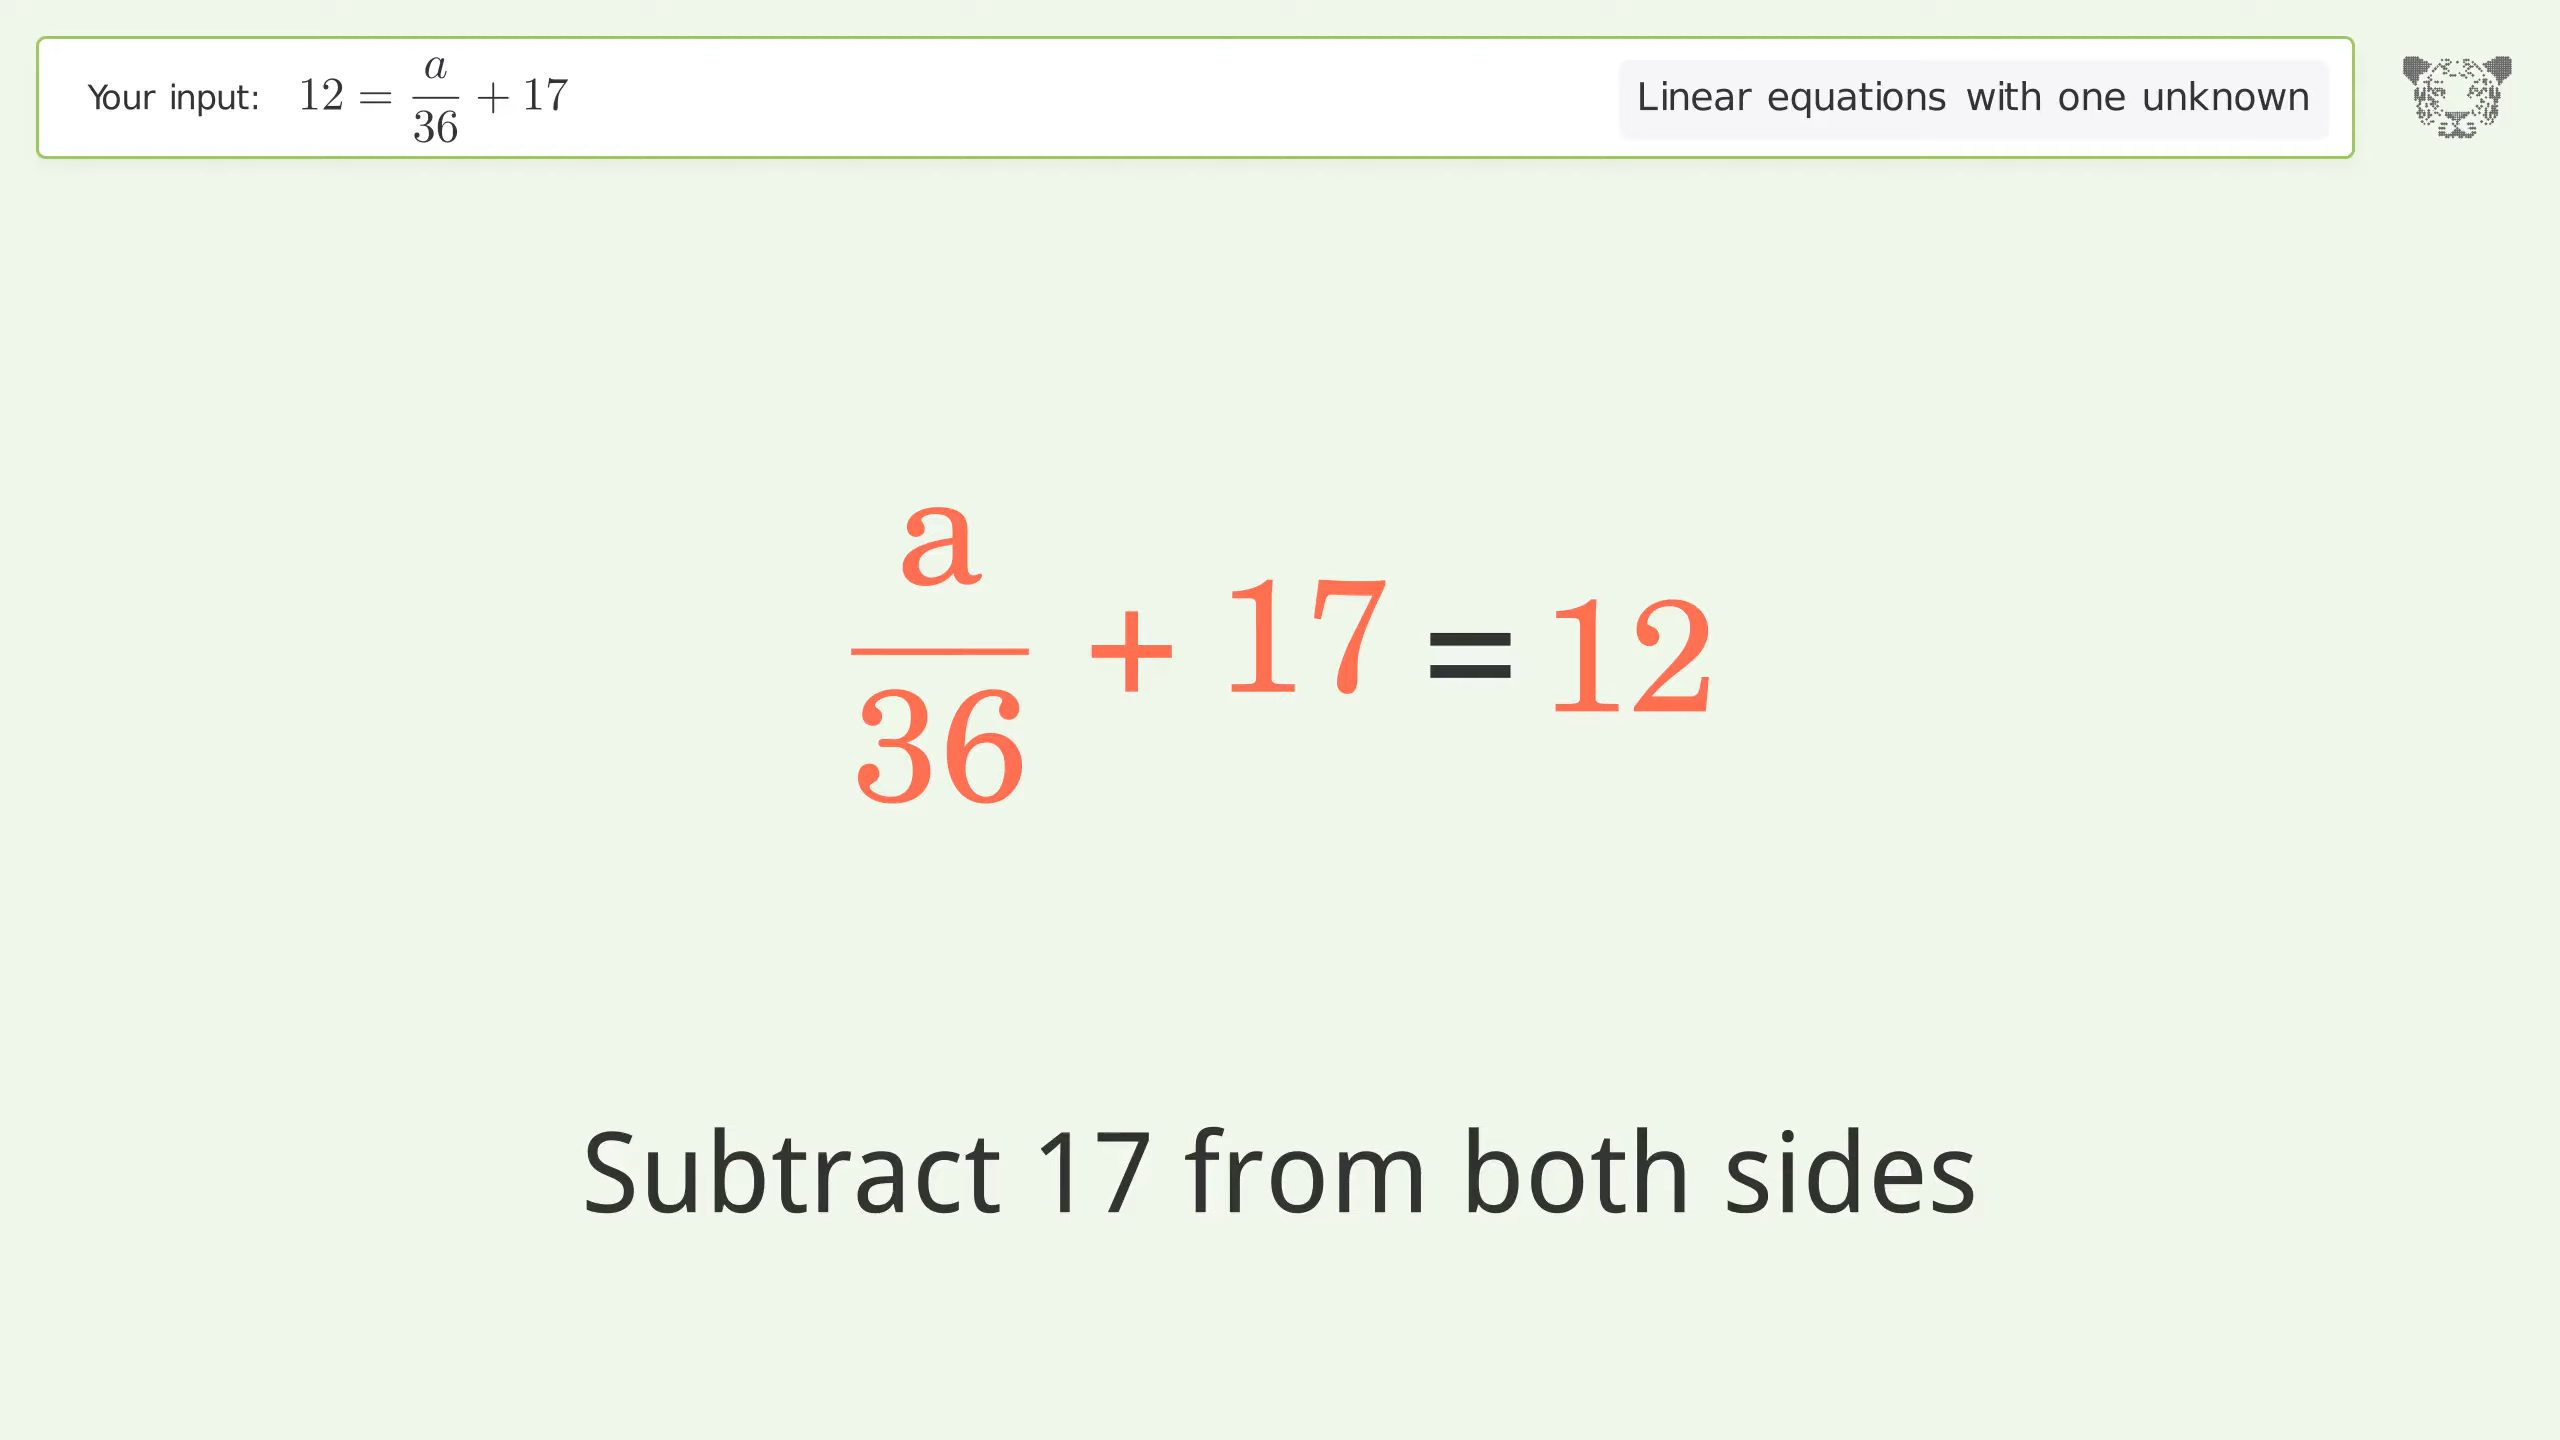 Your input: 12 = a/36 + 17
Linear equations with one unknown
a/36 + 17 = 12
Subtract 17 from both sides